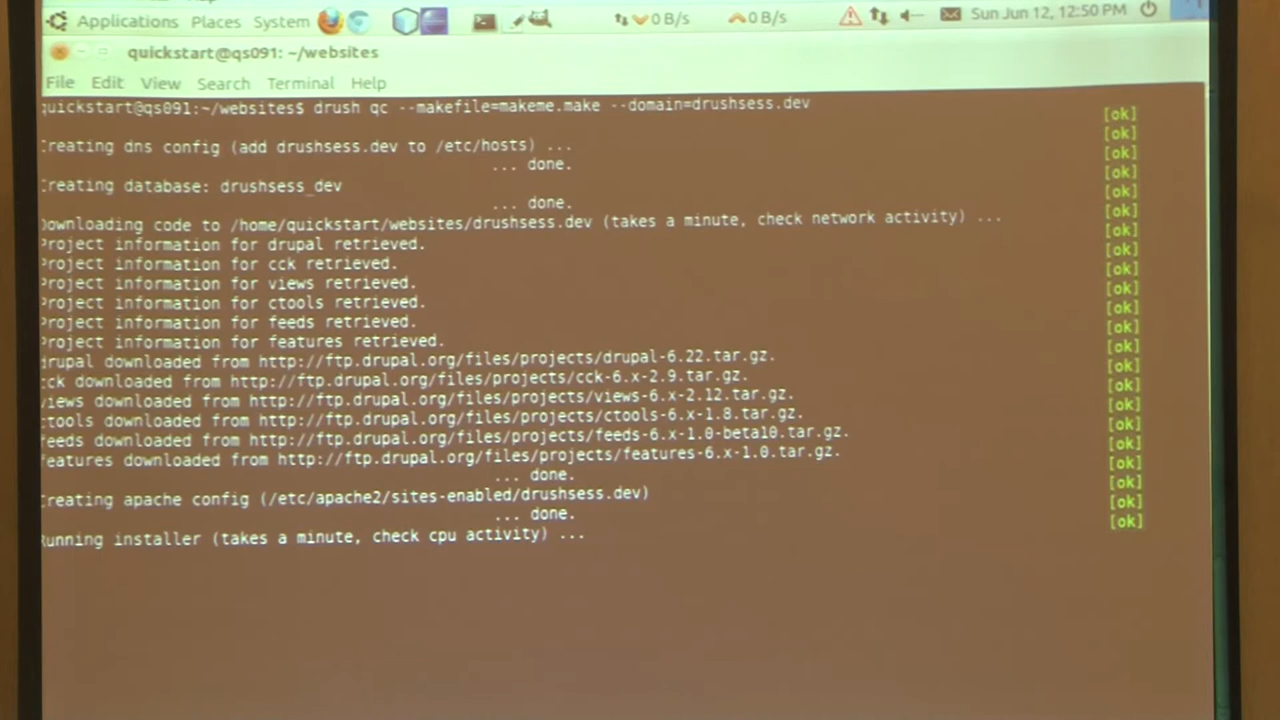 Applications Places System 0 B/s 0 B/s Sun Jun 12, 12:50 PM
quickstart@qs091: ~/websites
File Edit View Search Terminal Help
quickstart@qs091:~/websites$ drush qc --makefile=makeme.make --domain=drushsess.dev
[ok]
[ok]
Creating dns config (add drushsess.dev to /etc/hosts) ... [ok]
... done. [ok]
Creating database: drushsess_dev [ok]
... done. [ok]
Downloading code to /home/quickstart/websites/drushsess.dev (takes a minute, check network activity) ... [ok]
Project information for drupal retrieved. [ok]
Project information for cck retrieved. [ok]
Project information for views retrieved. [ok]
Project information for ctools retrieved. [ok]
Project information for feeds retrieved. [ok]
Project information for features retrieved. [ok]
drupal downloaded from http://ftp.drupal.org/files/projects/drupal-6.22.tar.gz. [ok]
cck downloaded from http://ftp.drupal.org/files/projects/cck-6.x-2.9.tar.gz. [ok]
views downloaded from http://ftp.drupal.org/files/projects/views-6.x-2.12.tar.gz. [ok]
ctools downloaded from http://ftp.drupal.org/files/projects/ctools-6.x-1.8.tar.gz. [ok]
feeds downloaded from http://ftp.drupal.org/files/projects/feeds-6.x-1.0-beta10.tar.gz. [ok]
features downloaded from http://ftp.drupal.org/files/projects/features-6.x-1.0.tar.gz. [ok]
... done. [ok]
Creating apache config (/etc/apache2/sites-enabled/drushsess.dev) [ok]
... done. [ok]
Running installer (takes a minute, check cpu activity) ...